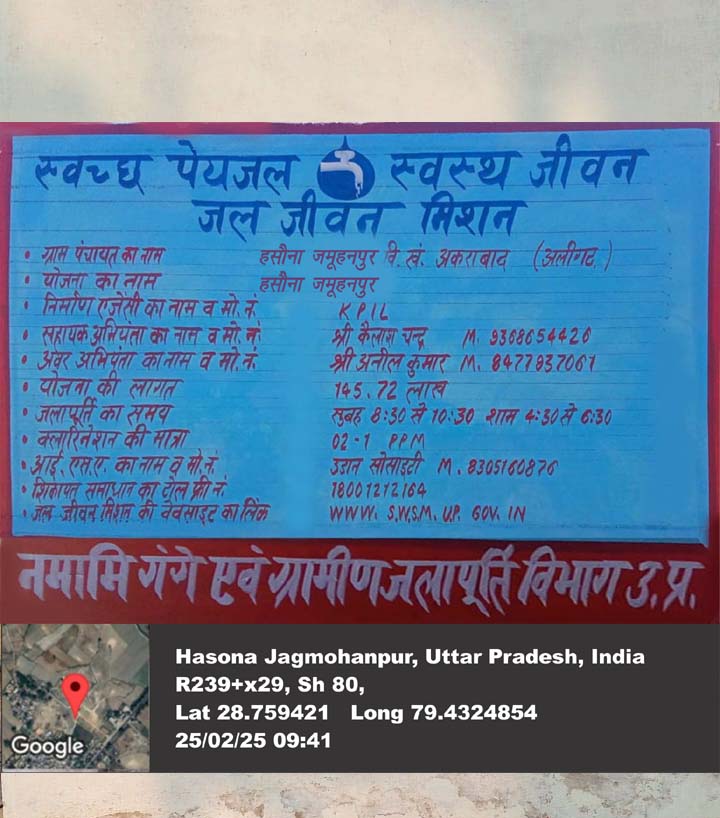 स्वच्छ पेयजल स्वस्थ जीवन
जल जीवन मिशन
• ग्राम पंचायत का नाम हसौना जमूहनपुर वि. खं. अकराबाद (अलीगढ़)
• योजना का नाम हसौना जमूहनपुर
• निर्माण एजेंसी का नाम व मो. नं. KPIL
• सहायक अभियंता का नाम व मो. नं. श्री कैलाश चन्द्र M. 9368654426
• अवर अभियंता का नाम व मो. नं. श्री अनील कुमार M. 8477937061
• योजना की लागत 145.72 लाख
• जलापूर्ति का समय सुबह 8:30 से 10:30 शाम 4:30 से 6:30
• क्लोरिनेशन की मात्रा 02-1 PPM
• आई. एस. ए. का नाम व मो. नं. उडान सोसाइटी M. 8305160876
• शिकायत समाधान का टोल फ्री नं. 18001212164
• जल जीवन मिशन की वेबसाइट का लिंक WWW. S.W.S.M. UP. GOV. IN
नमामि गंगे एवं ग्रामीण जलापूर्ति विभाग उ. प्र.
Hasona Jagmohanpur, Uttar Pradesh, India
R239+x29, Sh 80,
Lat 28.759421 Long 79.4324854
25/02/25 09:41
Google